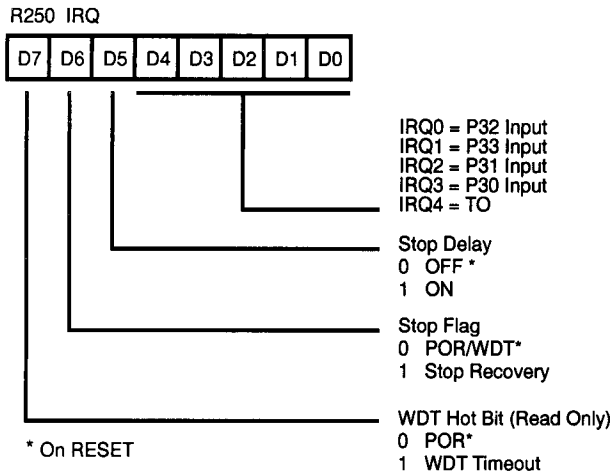 R250 IRQ
D7 D6 D5 D4 D3 D2 D1 D0
IRQ0 = P32 Input
IRQ1 = P33 Input
IRQ2 = P31 Input
IRQ3 = P30 Input
IRQ4 = TO
Stop Delay
0 OFF *
1 ON
Stop Flag
0 POR/WDT*
1 Stop Recovery
WDT Hot Bit (Read Only)
0 POR*
1 WDT Timeout
* On RESET